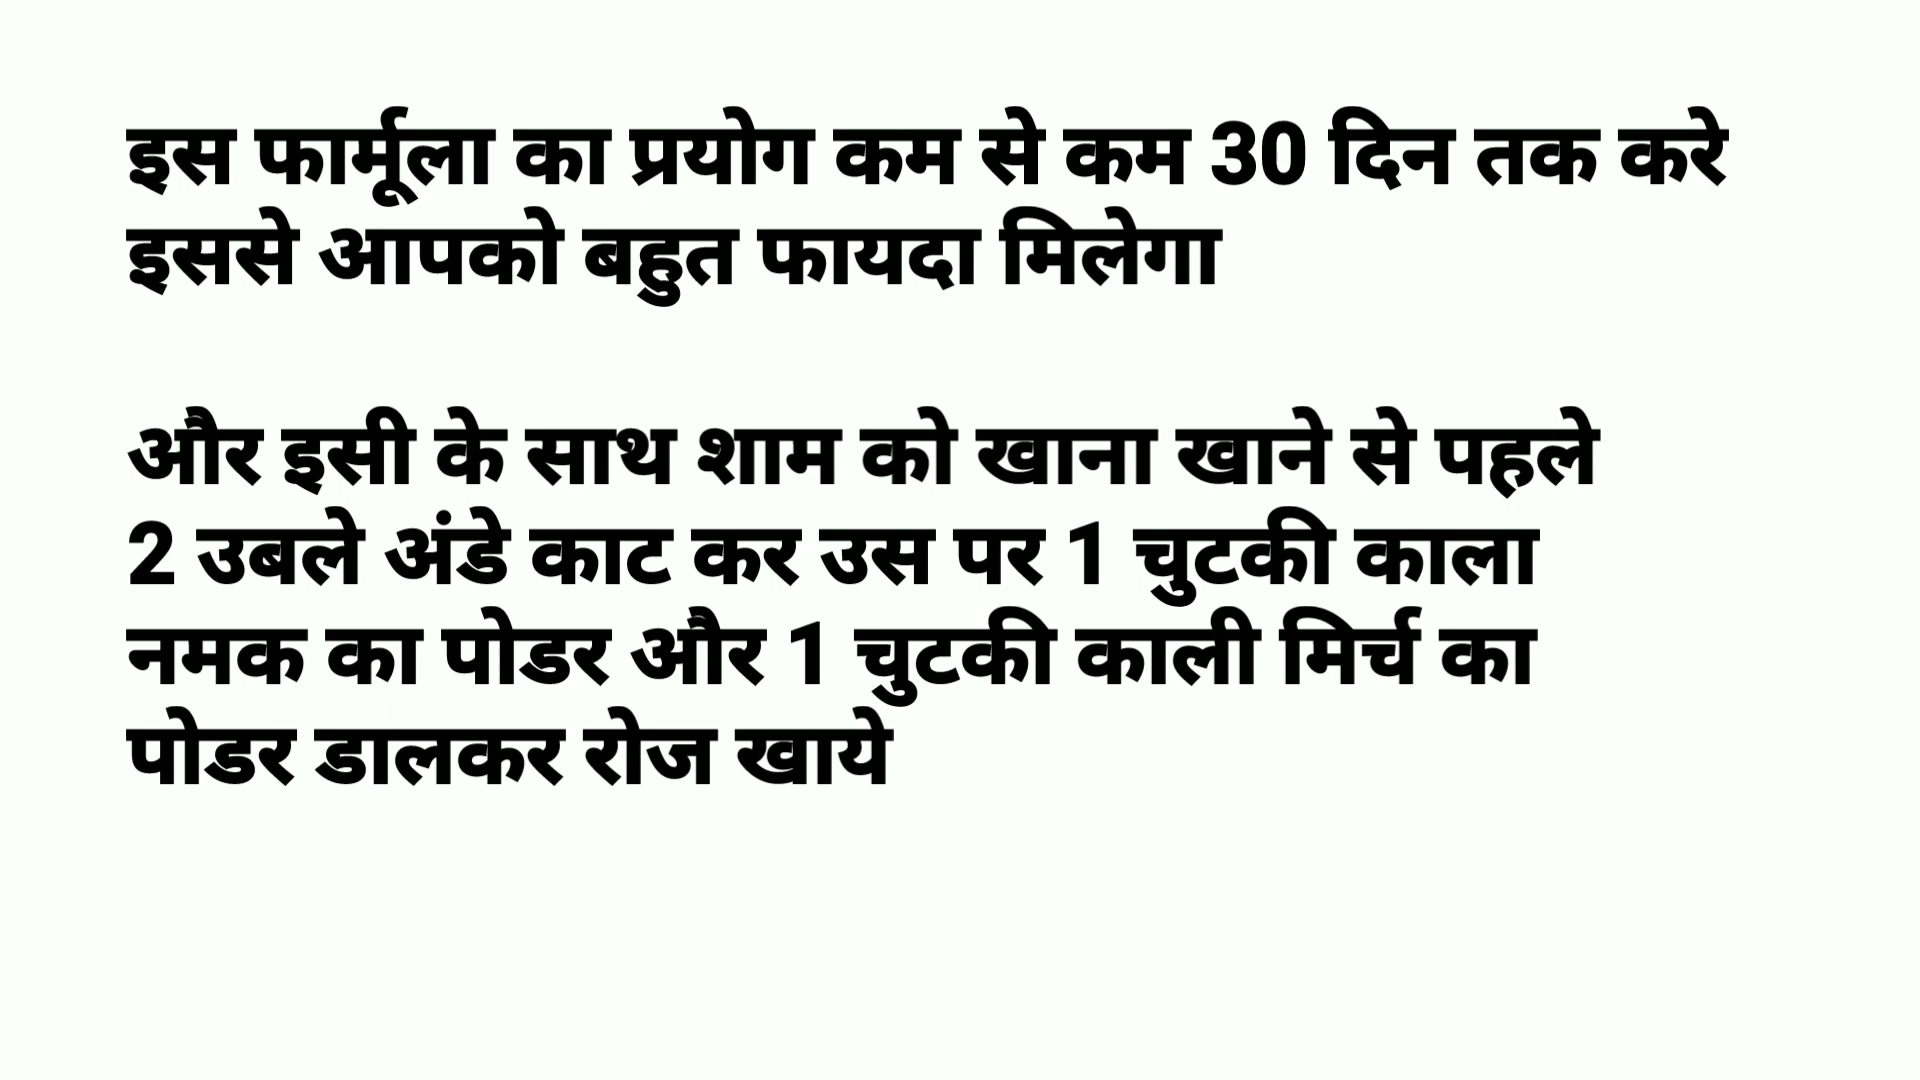 इस फार्मूला का प्रयोग कम से कम 30 दिन तक करे
इससे आपको बहुत फायदा मिलेगा
और इसी के साथ शाम को खाना खाने से पहले
2 उबले अंडे काट कर उस पर 1 चुटकी काला
नमक का पोडर और 1 चुटकी काली मिर्च का
पोडर डालकर रोज खाये